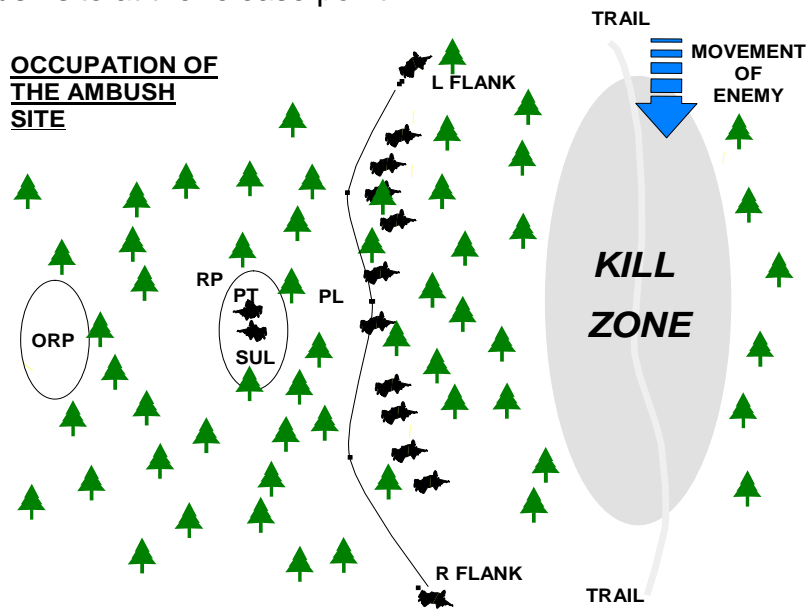 TRAIL
OCCUPATION OF
THE AMBUSH
SITE
L FLANK
MOVEMENT
OF
ENEMY
RP
PT
PL
KILL
ZONE
ORP
SUL
R FLANK
TRAIL